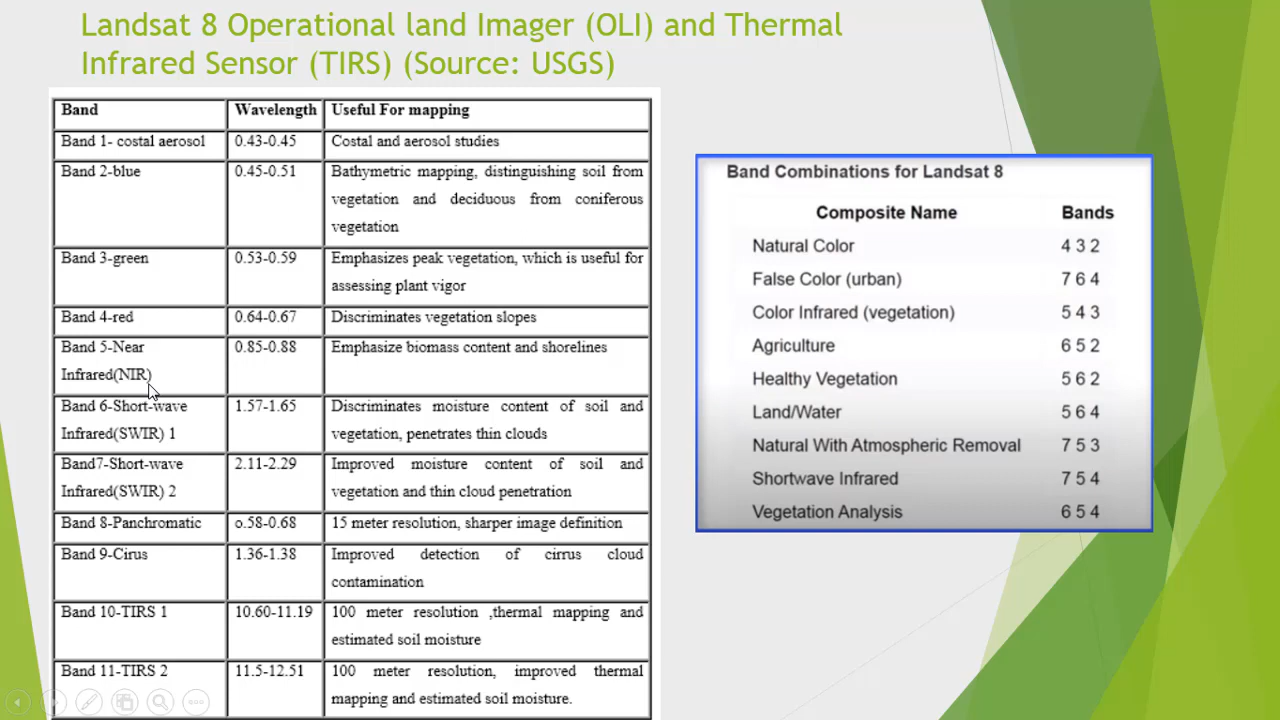 Landsat 8 Operational land Imager (OLI) and Thermal
Infrared Sensor (TIRS) (Source: USGS)
Band Wavelength Useful For mapping
Band 1- costal aerosol 0.43-0.45 Costal and aerosol studies
Band 2-blue 0.45-0.51 Bathymetric mapping, distinguishing soil from
vegetation and deciduous from coniferous
vegetation
Band 3-green 0.53-0.59 Emphasizes peak vegetation, which is useful for
assessing plant vigor
Band 4-red 0.64-0.67 Discriminates vegetation slopes
Band 5-Near 0.85-0.88 Emphasize biomass content and shorelines
Infrared(NIR)
Band 6-Short-wave 1.57-1.65 Discriminates moisture content of soil and
Infrared(SWIR) 1 vegetation, penetrates thin clouds
Band7-Short-wave 2.11-2.29 Improved moisture content of soil and
Infrared(SWIR) 2 vegetation and thin cloud penetration
Band 8-Panchromatic o.58-0.68 15 meter resolution, sharper image definition
Band 9-Cirus 1.36-1.38 Improved detection of cirrus cloud
contamination
Band 10-TIRS 1 10.60-11.19 100 meter resolution ,thermal mapping and
estimated soil moisture
Band 11-TIRS 2 11.5-12.51 100 meter resolution, improved thermal
mapping and estimated soil moisture.
Band Combinations for Landsat 8
Composite Name Bands
Natural Color 4 3 2
False Color (urban) 7 6 4
Color Infrared (vegetation) 5 4 3
Agriculture 6 5 2
Healthy Vegetation 5 6 2
Land/Water 5 6 4
Natural With Atmospheric Removal 7 5 3
Shortwave Infrared 7 5 4
Vegetation Analysis 6 5 4